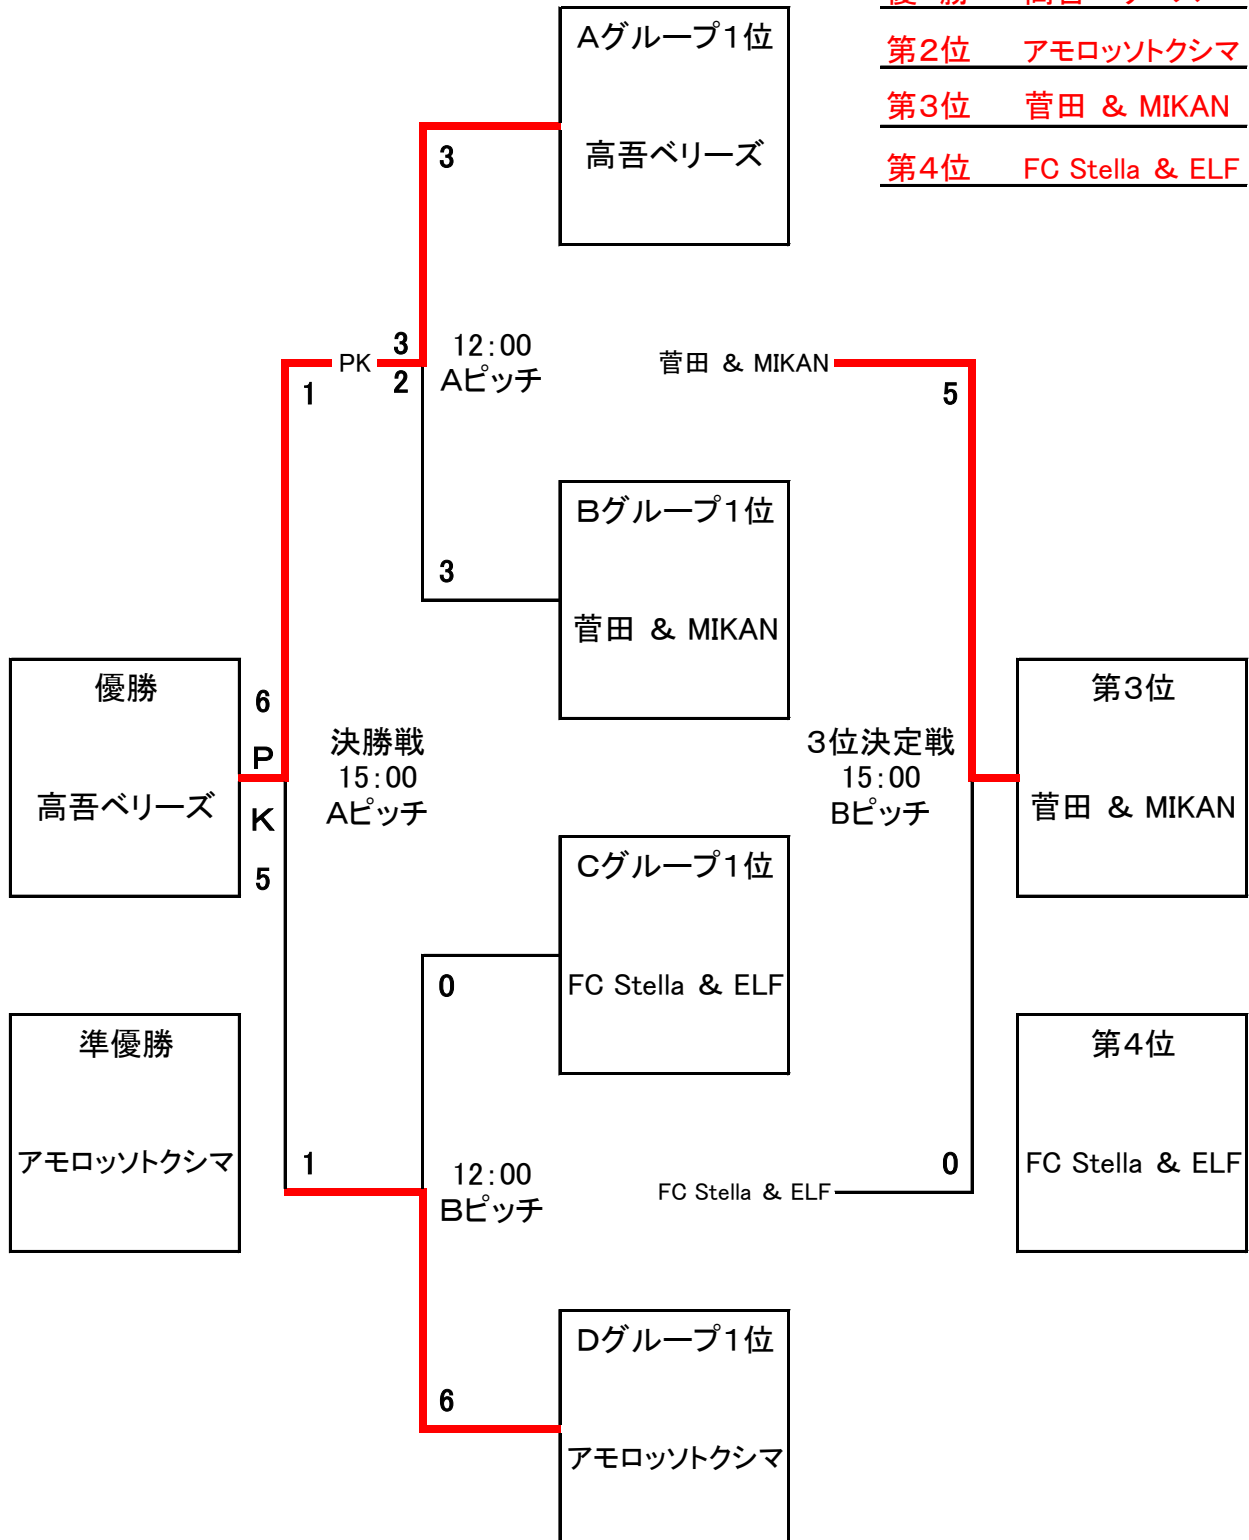 Aグループ1位
高吾ベリーズ
第2位 アモロッソトクシマ
第3位 菅田 & MIKAN
第4位 FC Stella & ELF
3
PK
3
2
12:00
Aピッチ
1
菅田 & MIKAN
5
Bグループ1位
菅田 & MIKAN
3
優勝
高吾ベリーズ
6
P
K
5
決勝戦
15:00
Aピッチ
3位決定戦
15:00
Bピッチ
第3位
菅田 & MIKAN
Cグループ1位
FC Stella & ELF
0
準優勝
アモロッソトクシマ
1
12:00
Bピッチ
FC Stella & ELF
0
第4位
FC Stella & ELF
Dグループ1位
アモロッソトクシマ
6